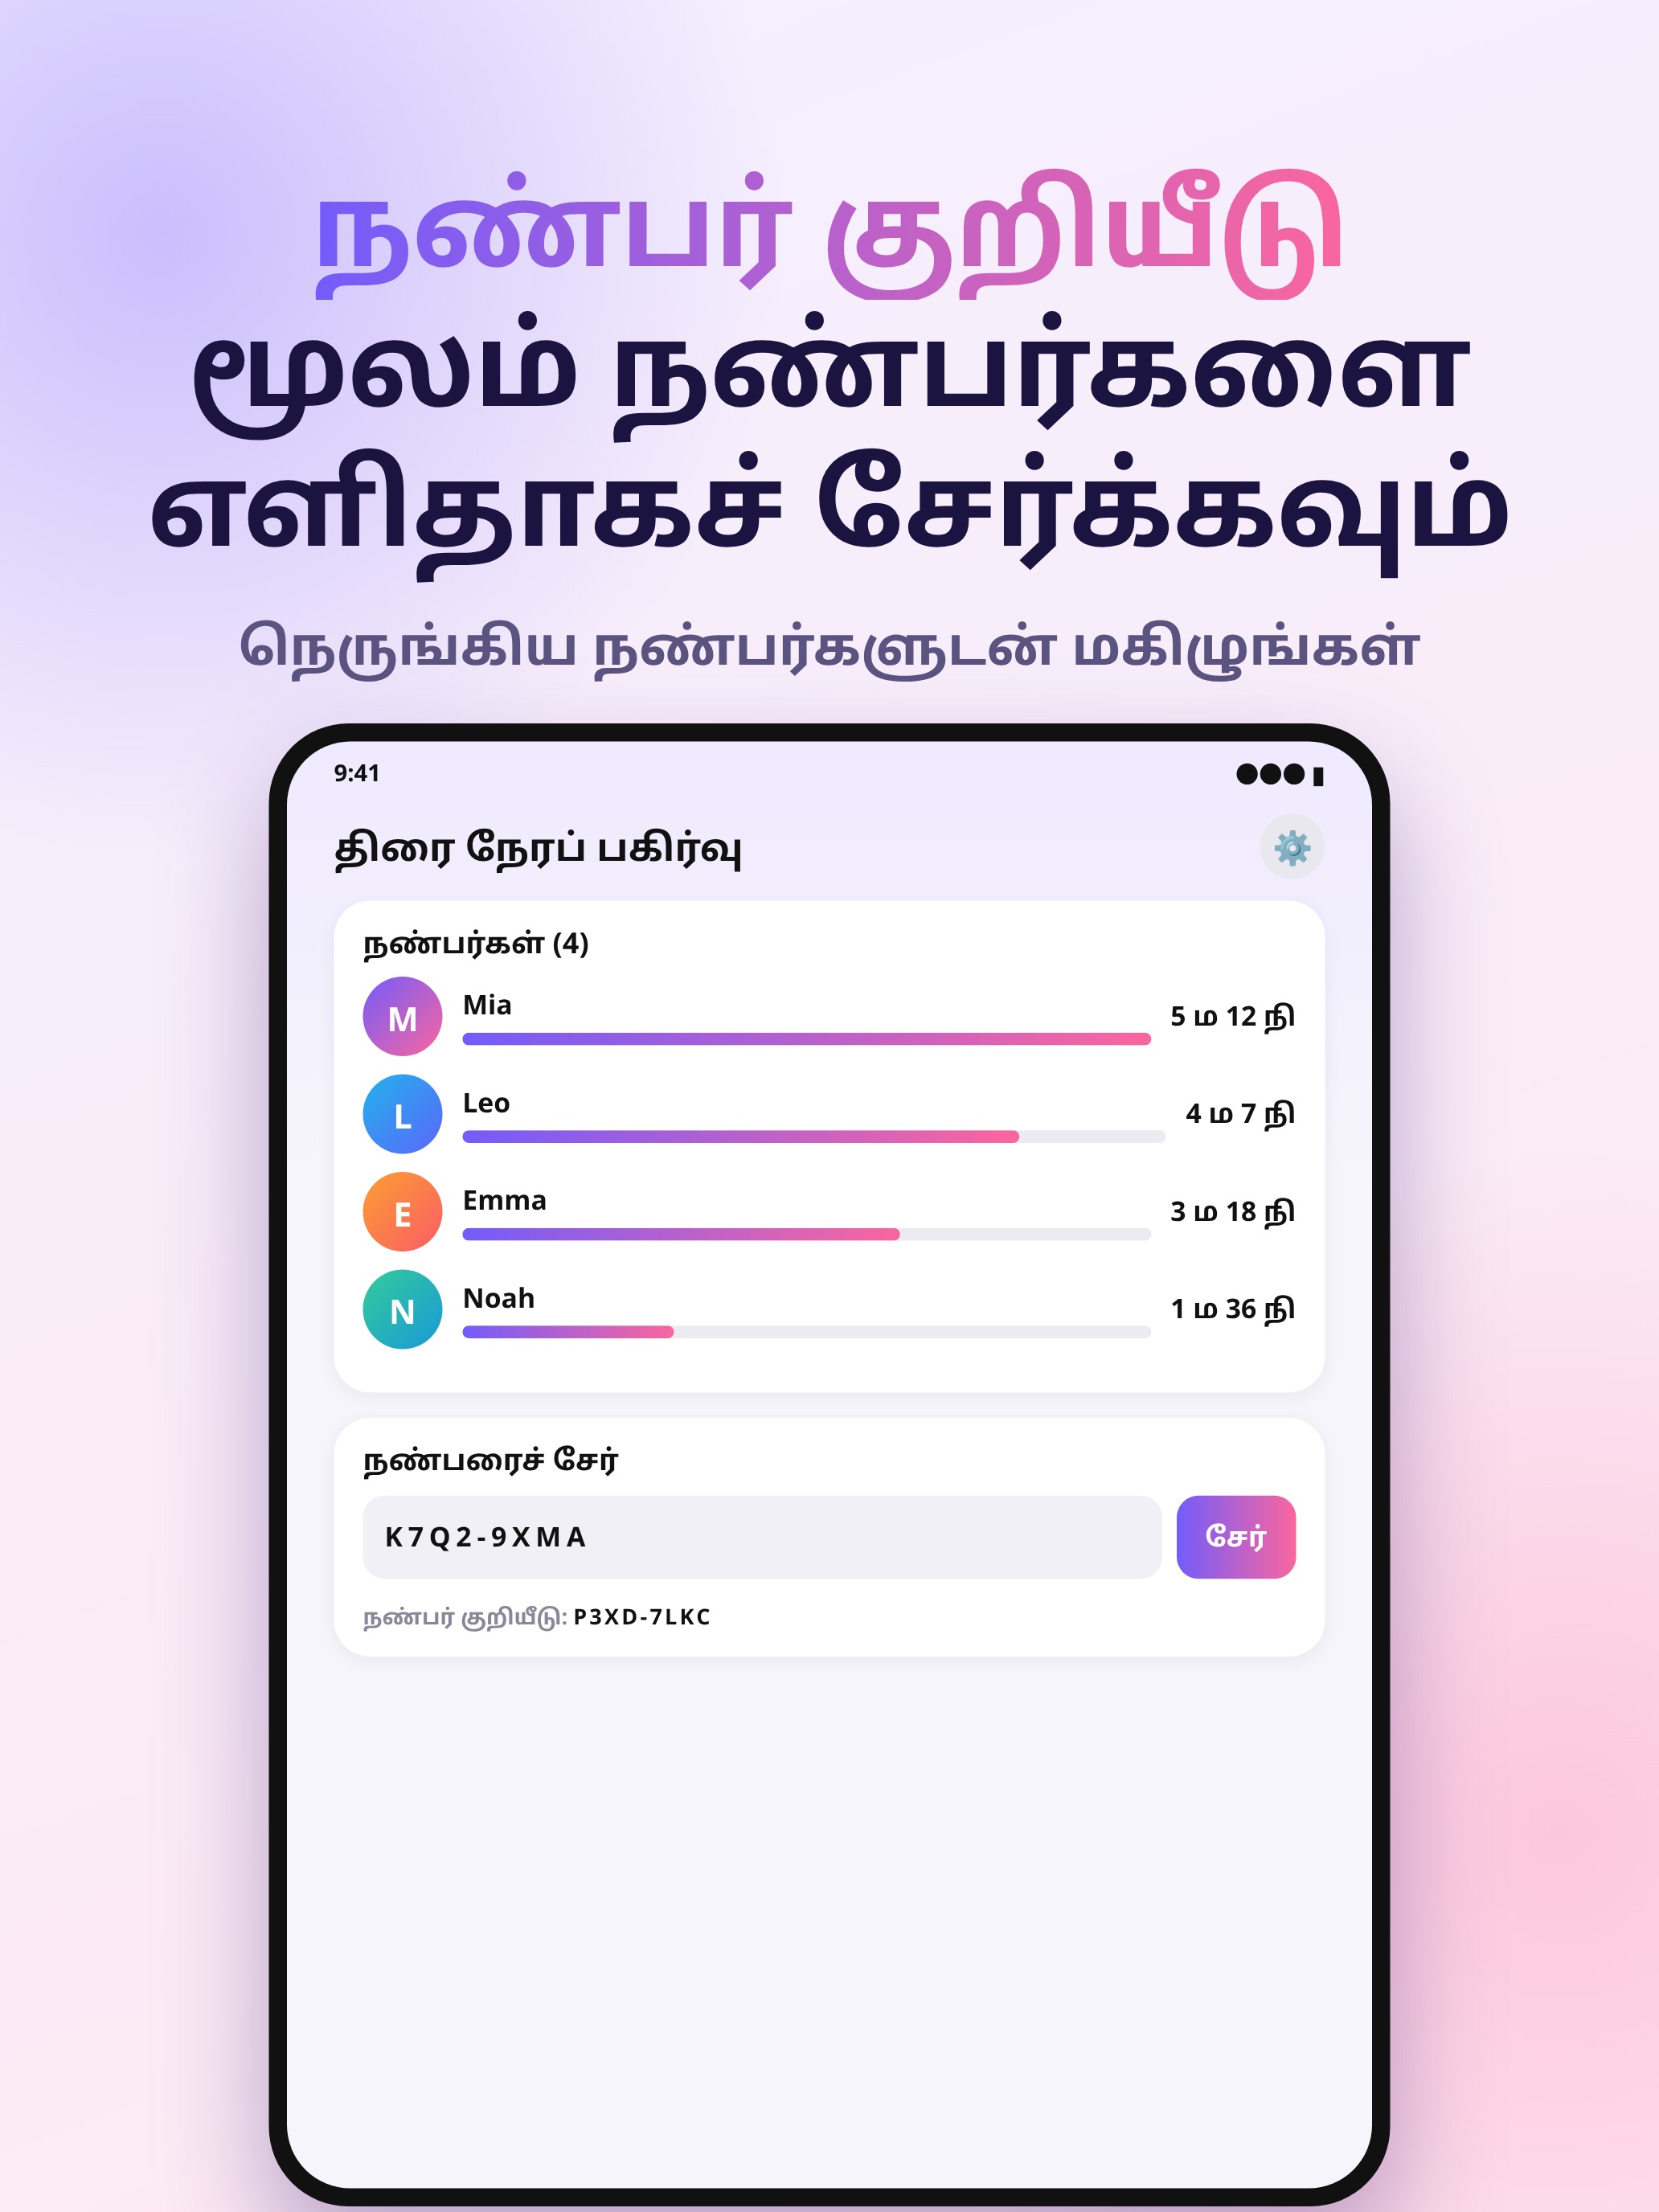 நண்பர் குறியீடு
மூலம் நண்பர்களை
எளிதாகச் சேர்க்கவும்
நெருங்கிய நண்பர்களுடன் மகிழுங்கள்
9:41
திரை நேரப் பகிர்வு
நண்பர்கள் (4)
M
Mia
5 ம 12 நி
L
Leo
4 ம 7 நி
E
Emma
3 ம 18 நி
N
Noah
1 ம 36 நி
நண்பரைச் சேர்
K7Q2-9XMA
சேர்
நண்பர் குறியீடு: P3XD-7LKC